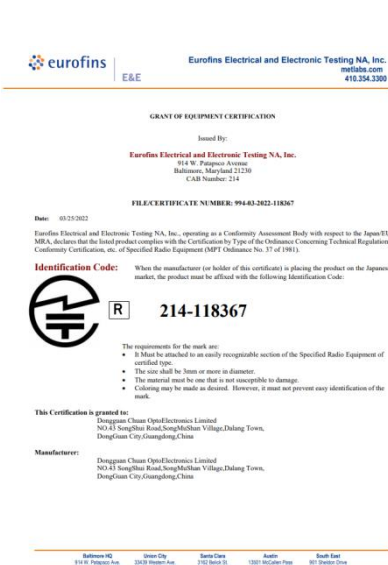 eurofins
E&E
Eurofins Electrical and Electronic Testing NA, Inc.
metlabs.com
410.354.3300
GRANT OF EQUIPMENT CERTIFICATION
Issued By:
Eurofins Electrical and Electronic Testing NA, Inc.
914 W. Patapsco Avenue
Baltimore, Maryland 21230
CAB Number: 214
FILE/CERTIFICATE NUMBER: 994-03-2022-118367
Date: 03/25/2022
Eurofins Electrical and Electronic Testing NA, Inc., operating as a Conformity Assessment Body with respect to the Japan/EU
MRA, declares that the listed product complies with the Certification by Type of the Ordinance Concerning Technical Regulation
Conformity Certification, etc. of Specified Radio Equipment (MPT Ordinance No. 37 of 1981).
Identification Code:
When the manufacturer (or holder of this certificate) is placing the product on the Japanes
market, the product must be affixed with the following Identification Code:
R
214-118367
The requirements for the mark are:
• It Must be attached to an easily recognizable section of the Specified Radio Equipment of
certified type.
• The size shall be 3mm or more in diameter.
• The material must be one that is not susceptible to damage.
• Coloring may be made as desired. However, it must not prevent easy identification of the
mark.
This Certification is granted to:
Dongguan Chuan OptoElectronics Limited
NO.43 SongShui Road,SongMuShan Village,Dalang Town,
DongGuan City,Guangdong,China
Manufacturer:
Dongguan Chuan OptoElectronics Limited
NO.43 SongShui Road,SongMuShan Village,Dalang Town,
DongGuan City,Guangdong,China
Baltimore HQ
914 W. Patapsco Ave.
Union City
33439 Western Ave.
Santa Clara
3162 Belick St.
Austin
13501 McCallen Pass
South East
901 Sheldon Drive